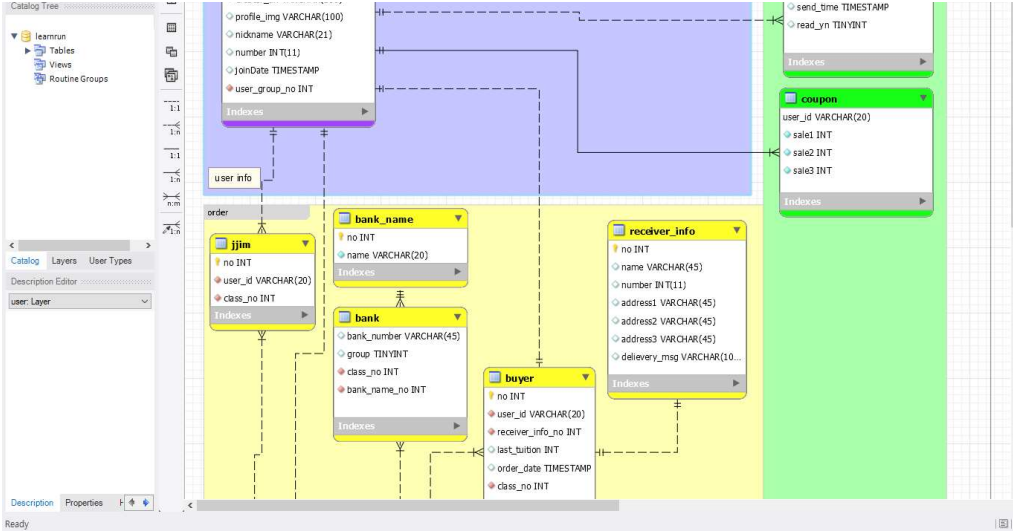 Catalog Tree
learnrun
Tables
Views
Routine Groups
Catalog
Layers
User Types
Description Editor
user: Layer
Description
Properties
H
Ready
1:1
1:n
1:1
1:n
n:m
1:n
profile_img VARCHAR(100)
nickname VARCHAR(21)
number INT(11)
joinDate TIMESTAMP
user_group_no INT
Indexes
user info
send_time TIMESTAMP
read_yn TINYINT
Indexes
coupon
user_id VARCHAR(20)
sale1 INT
sale2 INT
sale3 INT
Indexes
order
jjim
no INT
user_id VARCHAR(20)
class_no INT
Indexes
bank_name
no INT
name VARCHAR(20)
Indexes
bank
bank_number VARCHAR(45)
group TINYINT
class_no INT
bank_name_no INT
Indexes
buyer
no INT
user_id VARCHAR(20)
receiver_info_no INT
last_tuition INT
order_date TIMESTAMP
class_no INT
receiver_info
no INT
name VARCHAR(45)
number INT(11)
address1 VARCHAR(45)
address2 VARCHAR(45)
address3 VARCHAR(45)
delievery_msg VARCHAR(10...
Indexes